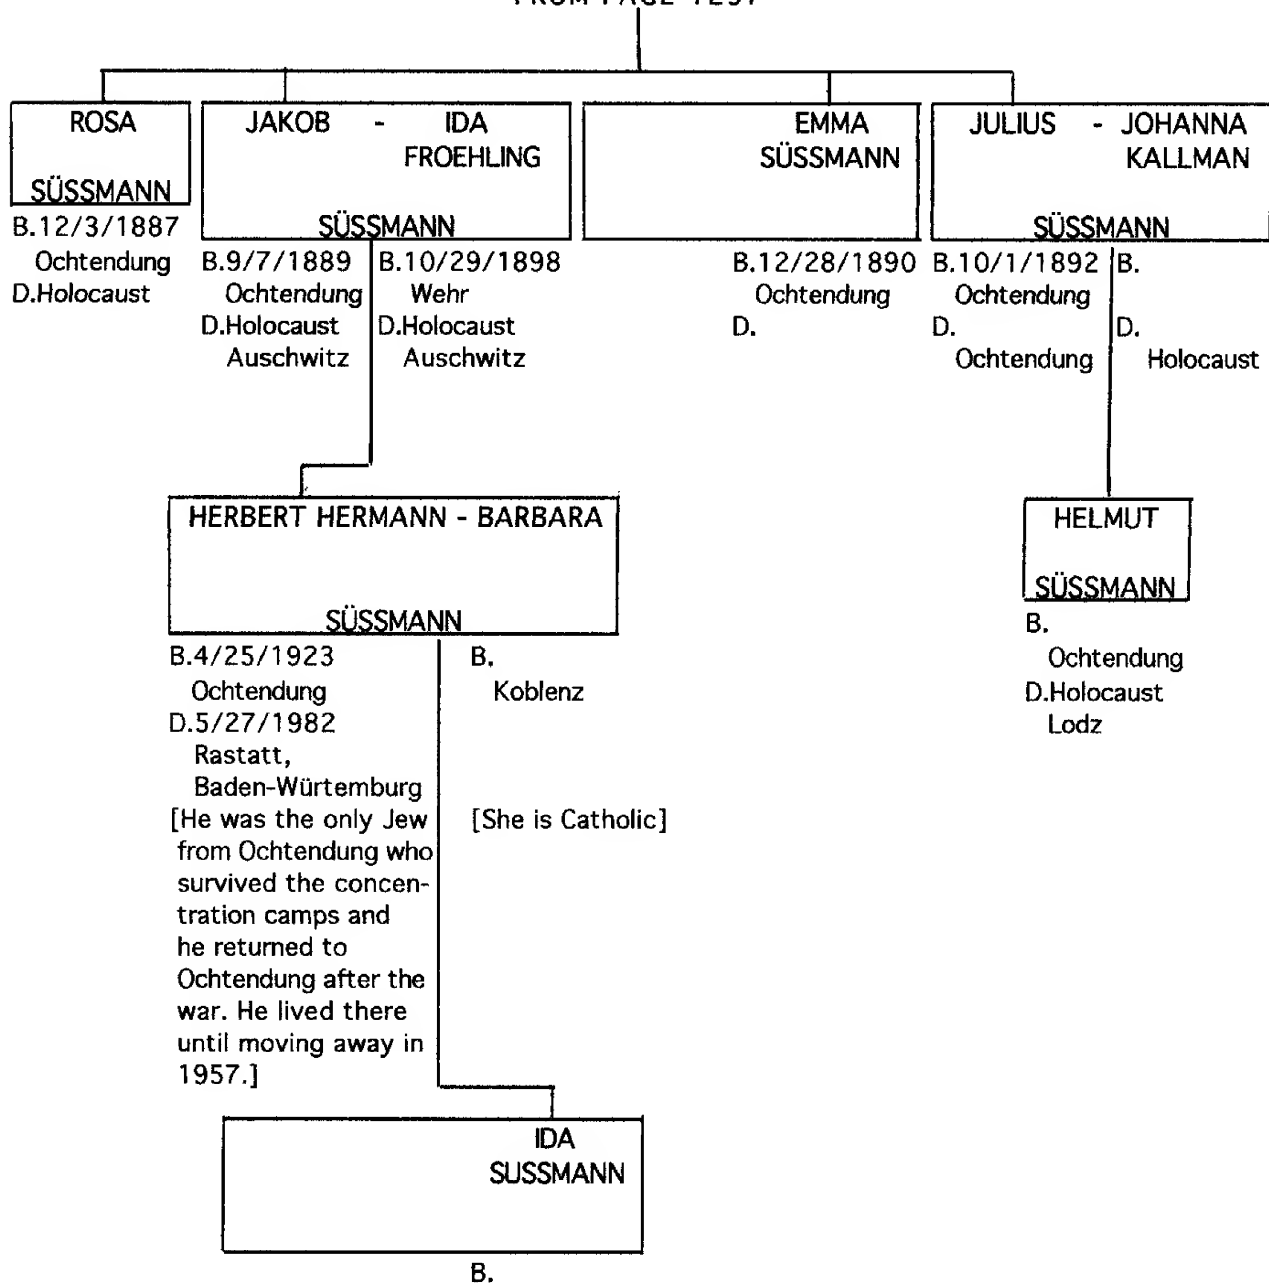 FROM PAGE 7257
ROSA
SÜSSMANN
B.12/3/1887
Ochtendung
D.Holocaust
JAKOB - IDA
FROEHLING
SÜSSMANN
B.9/7/1889
Ochtendung
D.Holocaust
Auschwitz
B.10/29/1898
Wehr
D.Holocaust
Auschwitz
EMMA
SÜSSMANN
B.12/28/1890
Ochtendung
D.
JULIUS - JOHANNA
KALLMAN
SÜSSMANN
B.10/1/1892
Ochtendung
D.
Ochtendung
B.
D.
Holocaust
HERBERT HERMANN - BARBARA
SÜSSMANN
B.4/25/1923
Ochtendung
D.5/27/1982
Rastatt,
Baden-Würtemburg
[He was the only Jew
from Ochtendung who
survived the concen-
tration camps and
he returned to
Ochtendung after the
war. He lived there
until moving away in
1957.]
B.
Koblenz
[She is Catholic]
HELMUT
SÜSSMANN
B.
Ochtendung
D.Holocaust
Lodz
IDA
SUSSMANN
B.